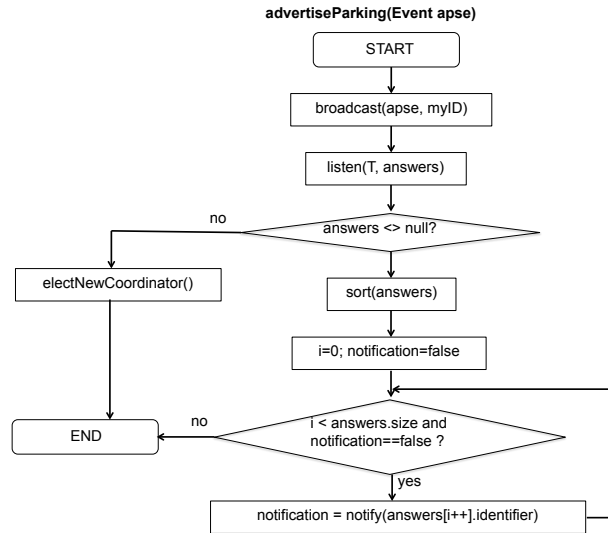 advertiseParking(Event apse)
START
broadcast(apse, myID)
listen(T, answers)
no
answers <> null?
electNewCoordinator()
sort(answers)
i=0; notification=false
no
i < answers.size and
notification==false ?
END
yes
notification = notify(answers[i++].identifier)